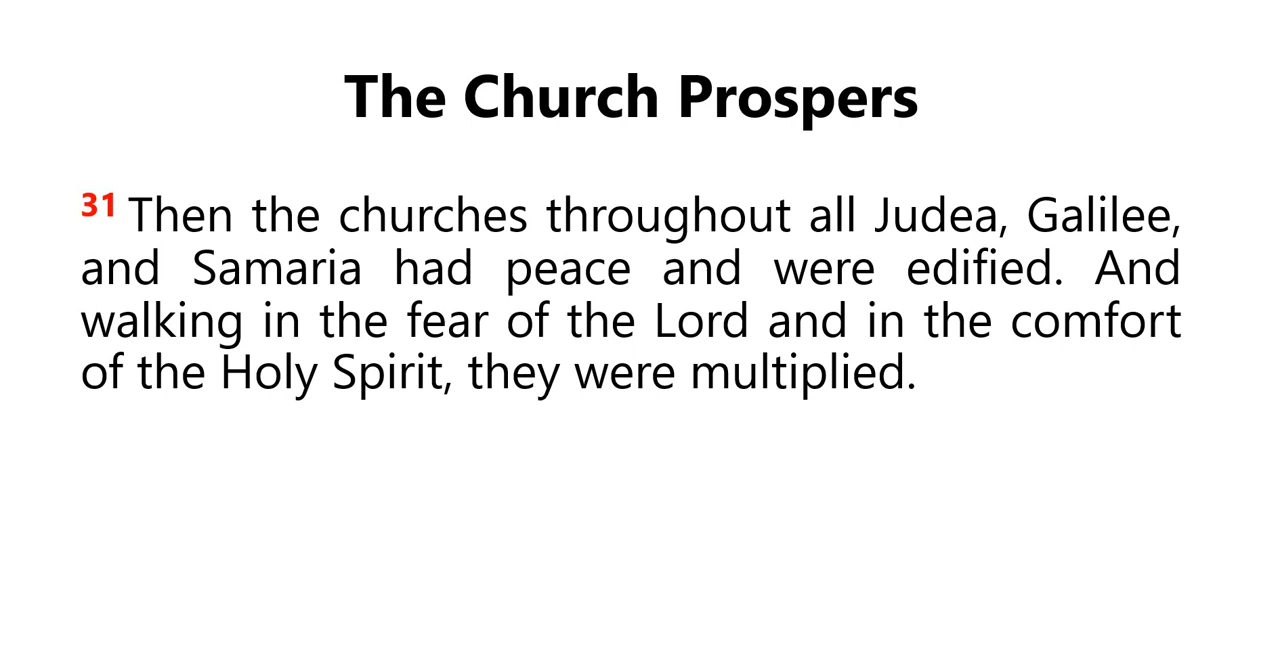 The Church Prospers
31 Then the churches throughout all Judea, Galilee,
and Samaria had peace and were edified. And
walking in the fear of the Lord and in the comfort
of the Holy Spirit, they were multiplied.